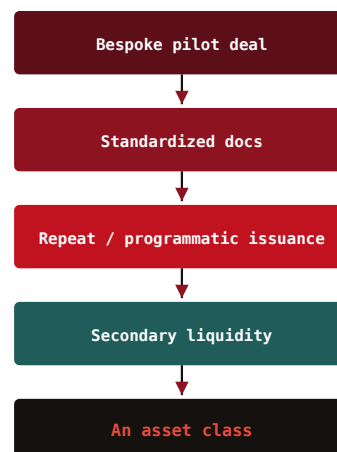 Bespoke pilot deal
Standardized docs
Repeat / programmatic issuance
Secondary liquidity
An asset class